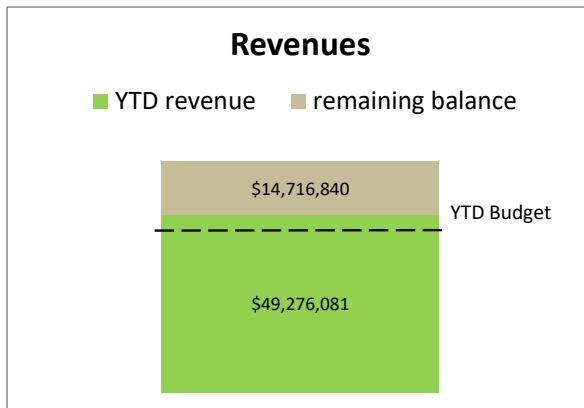 Revenues
YTD revenue remaining balance
$14,716,840
YTD Budget
$49,276,081